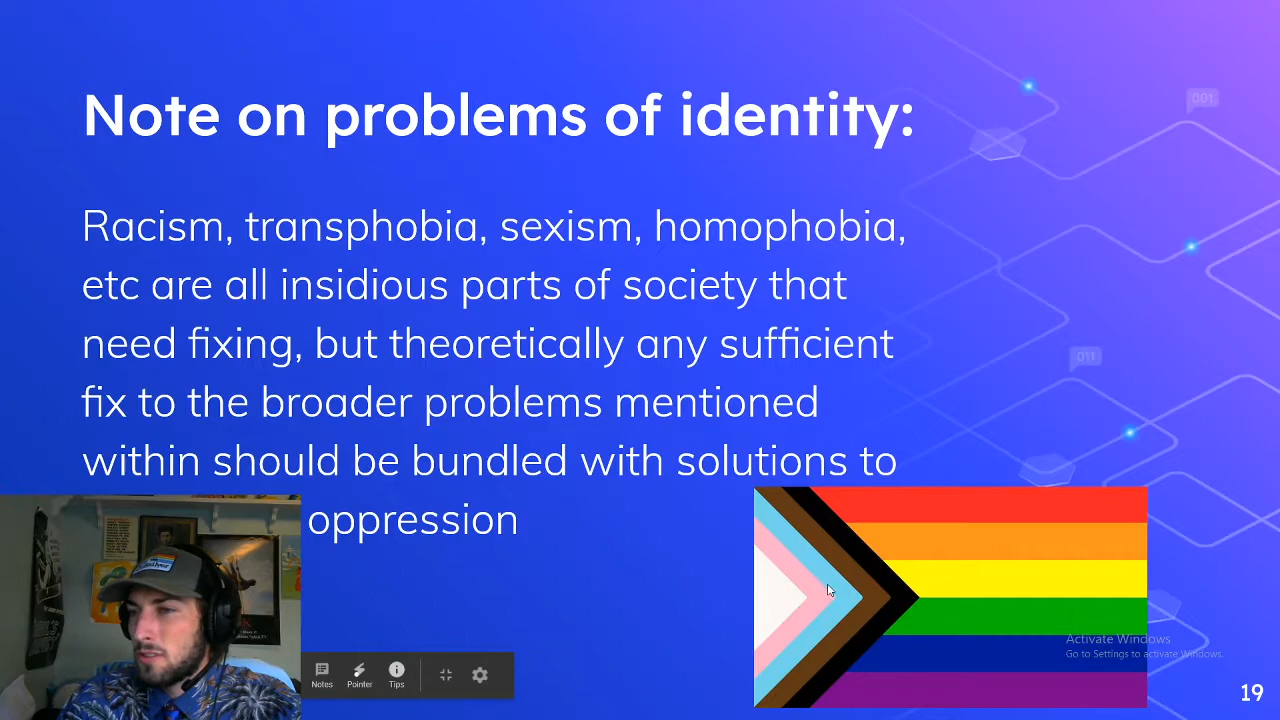 001
Note on problems of identity:
Racism, transphobia, sexism, homophobia,
etc are all insidious parts of society that
need fixing, but theoretically any sufficient
fix to the broader problems mentioned
within should be bundled with solutions to
oppression
011
Notes
Pointer
Tips
Activate Windows
Go to Settings to activate Windows.
19